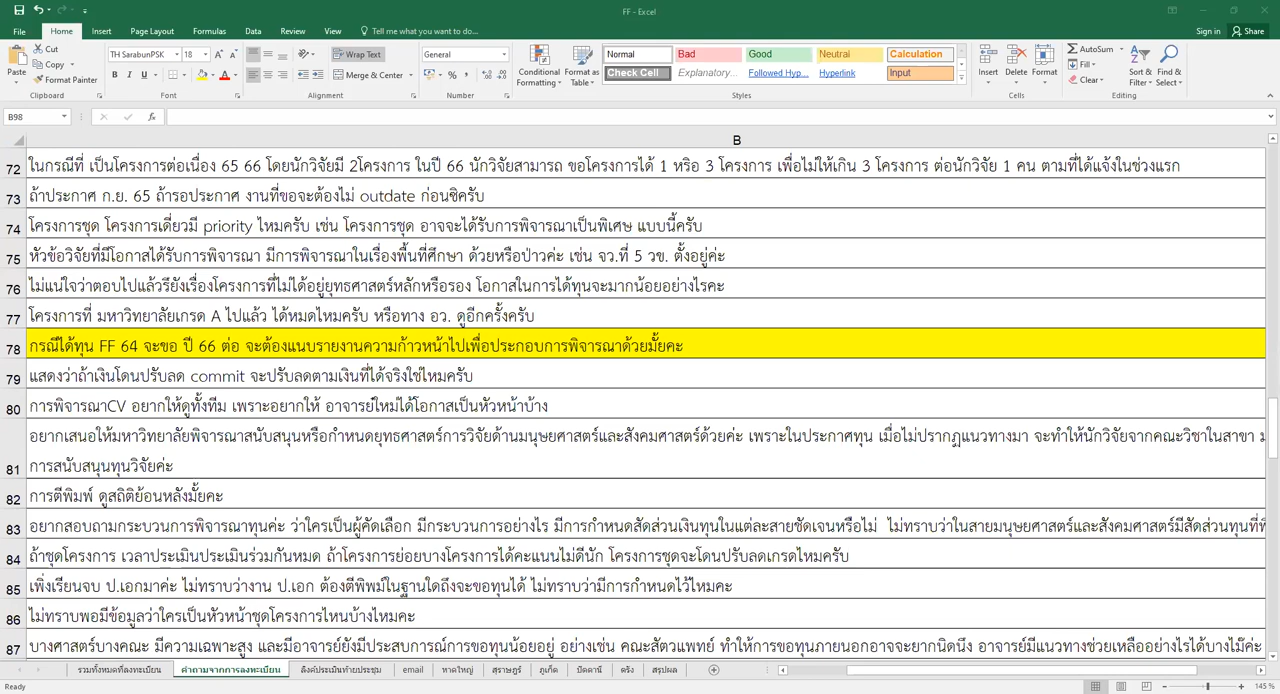 FF - Excel
Sign in Share
File Home Insert Page Layout Formulas Data Review View Tell me what you want to do...
Cut
Copy
Format Painter
Paste
Clipboard
TH SarabunPSK 18
B I U
Font
Wrap Text
Merge & Center
Alignment
General
Number
Conditional Formatting
Format as Table
Normal Bad Good Neutral Calculation
Check Cell Explanatory... Followed Hyp... Hyperlink Input
Styles
Insert Delete Format
Cells
AutoSum
Fill
Clear
Sort & Filter
Find & Select
Editing
B98
B
72 ในกรณีที่ เป็นโครงการต่อเนื่อง 65 66 โดยนักวิจัยมี 2โครงการ ในปี 66 นักวิจัยสามารถ ขอโครงการได้ 1 หริอ 3 โครงการ เพื่อไม่ให้เกิน 3 โครงการ ต่อนักวิจัย 1 คน ตามที่ได้แจ้งในช่วงแรก
73 ถ้าประกาศ ก.ย. 65 ถ้ารอประกาศ งานที่ขอจะต้องไม่ outdate ก่อนซิครับ
74 โครงการชุด โครงการเดี่ยวมี priority ไหมครับ เช่น โครงการชุด อาจจะได้รับการพิจารณาเป็นพิเศษ แบบนี้ครับ
75 หัวข้อวิจัยที่มีโอกาสได้รับการพิจารณา มีการพิจารณาในเรื่องพื้นที่ศึกษา ด้วยหรือป่าวค่ะ เช่น จว.ที่ 5 วข. ตั้งอยู่ค่ะ
76 ไม่แน่ใจว่าตอบไปแล้วรึยังเรื่องโครงการที่ไม่ได้อยู่ยุทธศาสตร์หลักหรือรอง โอกาสในการได้ทุนจะมากน้อยอย่างไรคะ
77 โครงการที่ มหาวิทยาลัยเกรด A ไปแล้ว ได้หมดไหมครับ หรือทาง อว. ดูอีกครั้งครับ
78 กรณีได้ทุน FF 64 จะขอ ปี 66 ต่อ จะต้องแนบรายงานความก้าวหน้าไปเพื่อประกอบการพิจารณาด้วยมั้ยคะ
79 แสดงว่าถ้าเงินโดนปรับลด commit จะปรับลดตามเงินที่ได้จริงใช่ไหมครับ
80 การพิจารณาCV อยากให้ดูทั้งทีม เพราะอยากให้ อาจารย์ใหม่ได้โอกาสเป็นหัวหน้าบ้าง
อยากเสนอให้มหาวิทยาลัยพิจารณาสนับสนุนหรือกำหนดยุทธศาสตร์การวิจัยด้านมนุษยศาสตร์และสังคมศาสตร์ด้วยค่ะ เพราะในประกาศทุน เมื่อไม่ปรากฏแนวทางมา จะทำให้นักวิจัยจากคณะวิชาในสาขา ม
81 การสนับสนุนทุนวิจัยค่ะ
82 การตีพิมพ์ ดูสถิติย้อนหลังมั้ยคะ
83 อยากสอบถามกระบวนการพิจารณาทุนค่ะ ว่าใครเป็นผู้คัดเลือก มีกระบวนการอย่างไร มีการกำหนดสัดส่วนเงินทุนในแต่ละสายชัดเจนหรือไม่ ไม่ทราบว่าในสายมนุษยศาสตร์และสังคมศาสตร์มีสัดส่วนทุนที่
84 ถ้าชุดโครงการ เวลาประเมินประเมินร่วมกันหมด ถ้าโครงการย่อยบางโครงการได้คะแนนไม่ดีนัก โครงการชุดจะโดนปรับลดเกรดไหมครับ
85 เพิ่งเรียนจบ ป.เอกมาค่ะ ไม่ทราบว่างาน ป.เอก ต้องตีพิพม์ในฐานใดถึงจะขอทุนได้ ไม่ทราบว่ามีการกำหนดไว้ไหมคะ
86 ไม่ทราบพอมีข้อมูลว่าใครเป็นหัวหน้าชุดโครงการไหนบ้างไหมคะ
87 บางศาสตร์บางคณะ มีความเฉพาะสูง และมีอาจารย์ยังมีประสบการณ์การขอทุนน้อยอยู่ อย่างเช่น คณะสัตวแพทย์ ทำให้การขอทุนภายนอกอาจจะยากนิดนึง อาจารย์มีแนวทางช่วยเหลืออย่างไรได้บางไม๊ค่ะ
รวมทั้งหมดที่ลงทะเบียน คำถามจากการลงทะเบียน ลิงค์ประเมินท้ายประชุม email หาดใหญ่ สุราษฎร์ ภูเก็ต ปัตตานี ตรัง สรุปผล
Ready
145 %